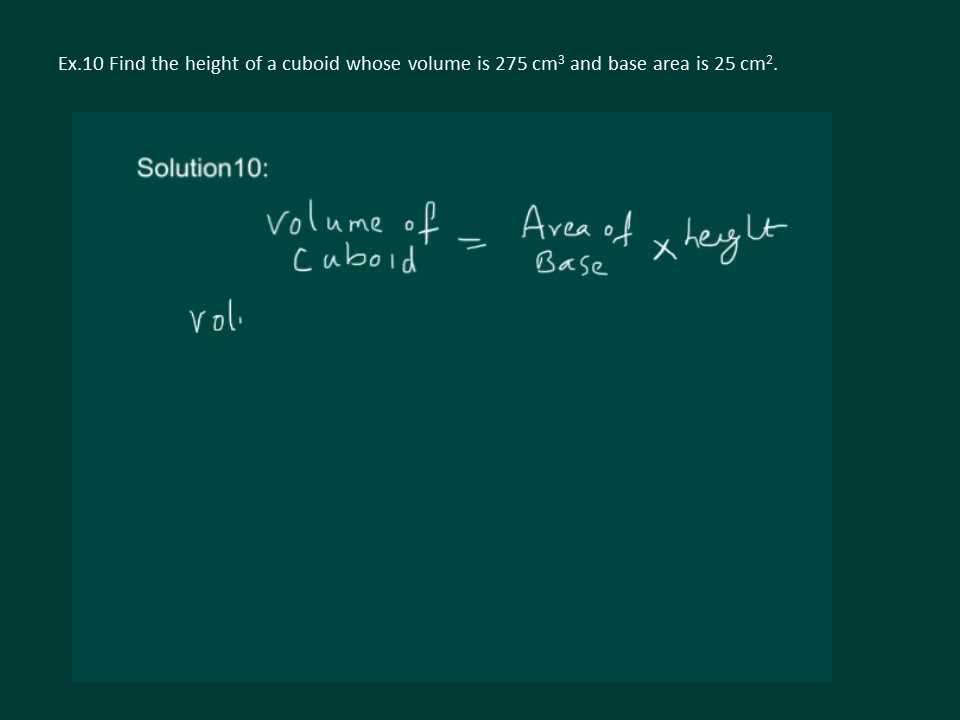 Ex.10 Find the height of a cuboid whose volume is 275 cm³ and base area is 25 cm².
Solution10:
Volume of Cuboid = Area of Base × height
Vol.